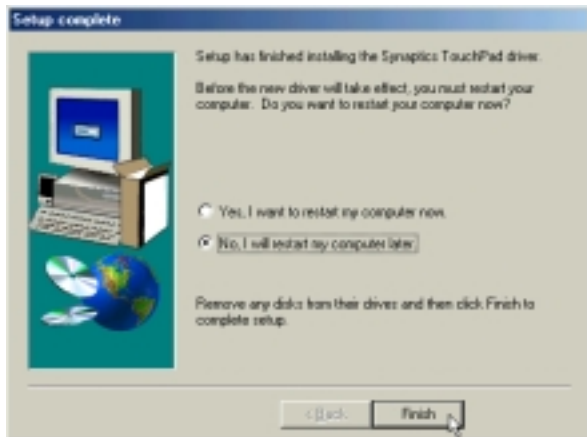 Setup complete
Setup has finished installing the Synaptics TouchPad driver.
Before the new driver will take effect, you must restart your
computer. Do you want to restart your computer now?
Yes, I want to restart my computer now.
No, I will restart my computer later.
Remove any disks from their drives and then click Finish to
complete setup.
< Back
Finish